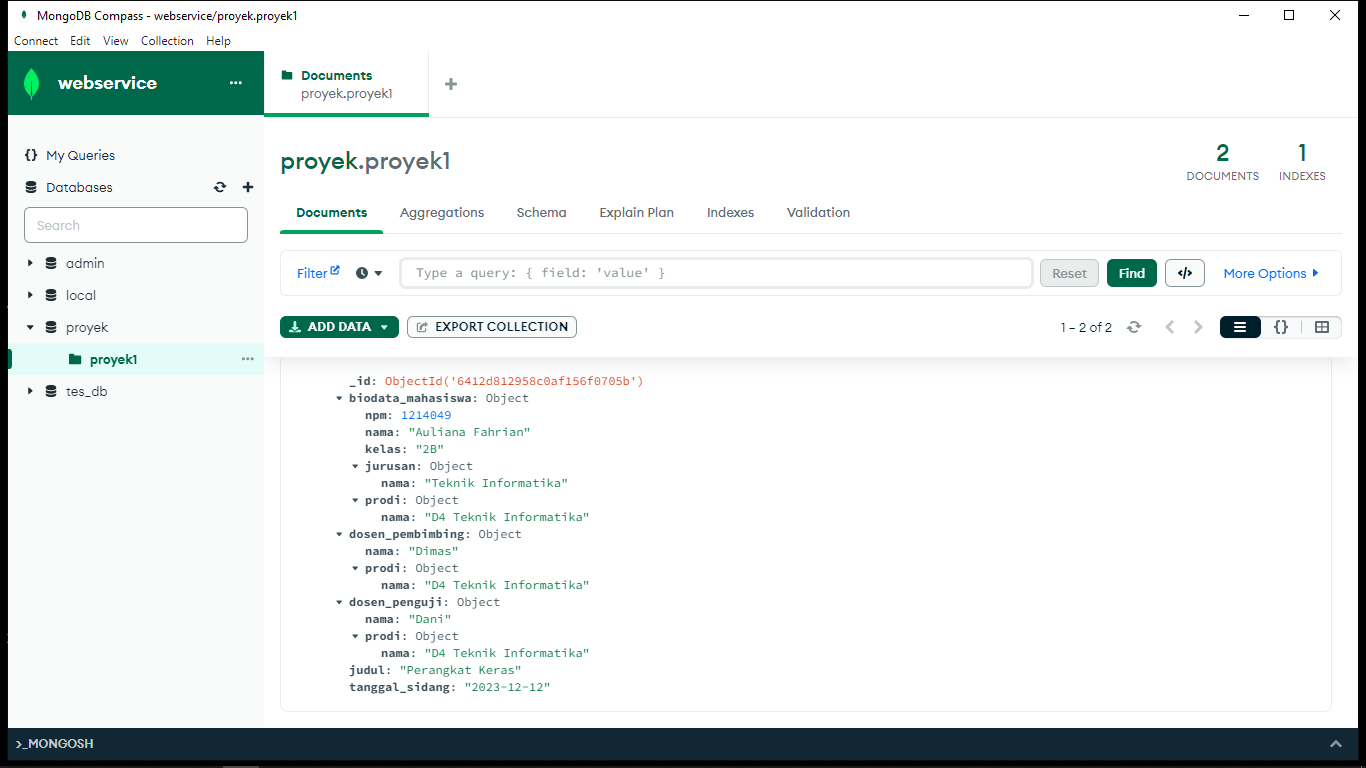 MongoDB Compass - webservice/proyek.proyek1
Connect Edit View Collection Help
webservice ...
Documents
proyek.proyek1
+
{} My Queries
Databases
Search
admin
local
proyek
proyek1 ...
tes_db
proyek.proyek1
2
DOCUMENTS
1
INDEXES
Documents Aggregations Schema Explain Plan Indexes Validation
Filter Type a query: { field: 'value' } Reset Find </> More Options
ADD DATA EXPORT COLLECTION 1 – 2 of 2 {}
_id: ObjectId('6412d812958c0af156f0705b')
biodata_mahasiswa: Object
npm: 1214049
nama: "Auliana Fahrian"
kelas: "2B"
jurusan: Object
nama: "Teknik Informatika"
prodi: Object
nama: "D4 Teknik Informatika"
dosen_pembimbing: Object
nama: "Dimas"
prodi: Object
nama: "D4 Teknik Informatika"
dosen_penguji: Object
nama: "Dani"
prodi: Object
nama: "D4 Teknik Informatika"
judul: "Perangkat Keras"
tanggal_sidang: "2023-12-12"
>_MONGOSH